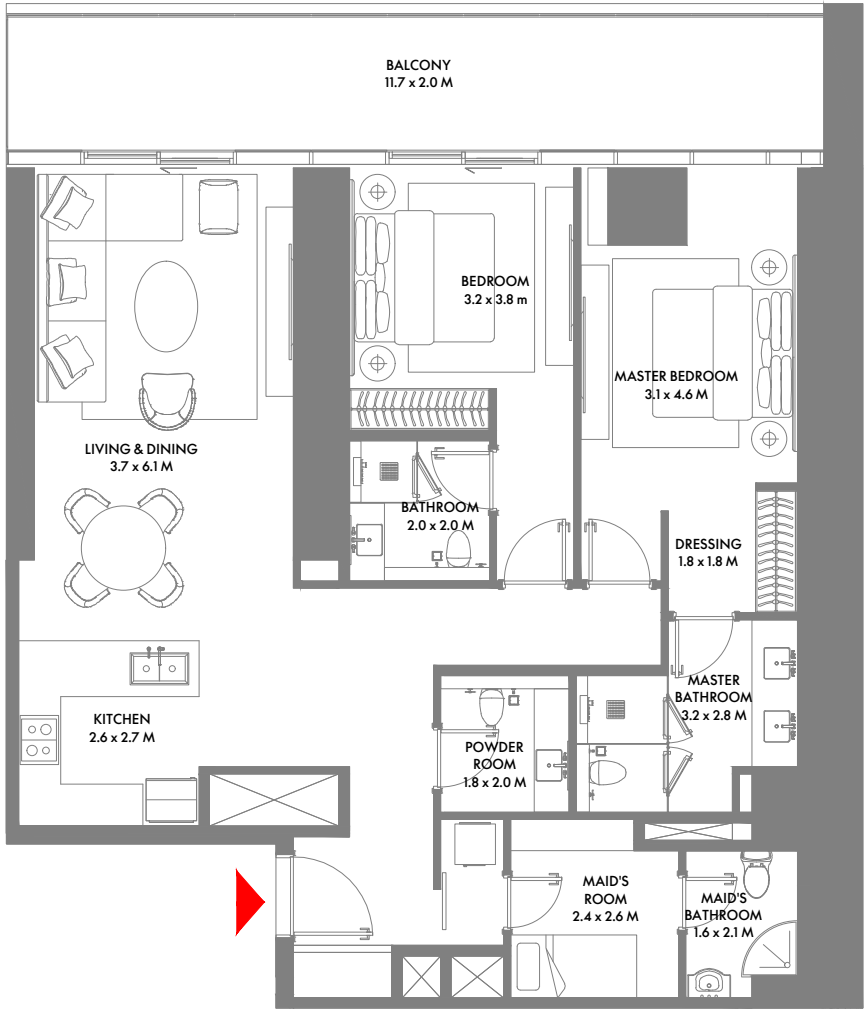 BALCONY
11.7 x 2.0 M
BEDROOM
3.2 x 3.8 m
MASTER BEDROOM
3.1 x 4.6 M
LIVING & DINING
3.7 x 6.1 M
BATHROOM
2.0 x 2.0 M
DRESSING
1.8 x 1.8 M
MASTER
BATHROOM
3.2 x 2.8 M
KITCHEN
2.6 x 2.7 M
POWDER
ROOM
1.8 x 2.0 M
MAID'S
ROOM
2.4 x 2.6 M
MAID'S
BATHROOM
1.6 x 2.1 M